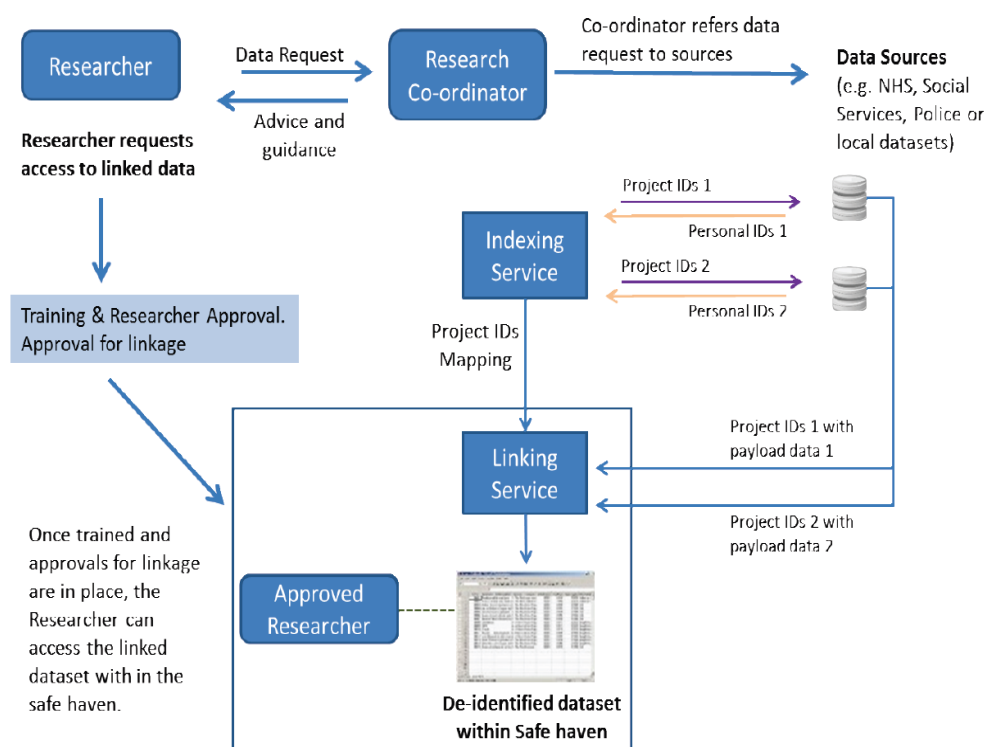 Researcher
Data Request
Research
Co-ordinator
Advice and
guidance
Co-ordinator refers data
request to sources
Data Sources
(e.g. NHS, Social
Services, Police or
local datasets)
Researcher requests
access to linked data
Project IDs 1
Personal IDs 1
Indexing
Service
Project IDs 2
Personal IDs 2
Training & Researcher Approval.
Approval for linkage
Project IDs
Mapping
Linking
Service
Project IDs 1 with
payload data 1
Project IDs 2 with
payload data 2
Once trained and
approvals for linkage
are in place, the
Researcher can
access the linked
dataset with in the
safe haven.
Approved
Researcher
De-identified dataset
within Safe haven